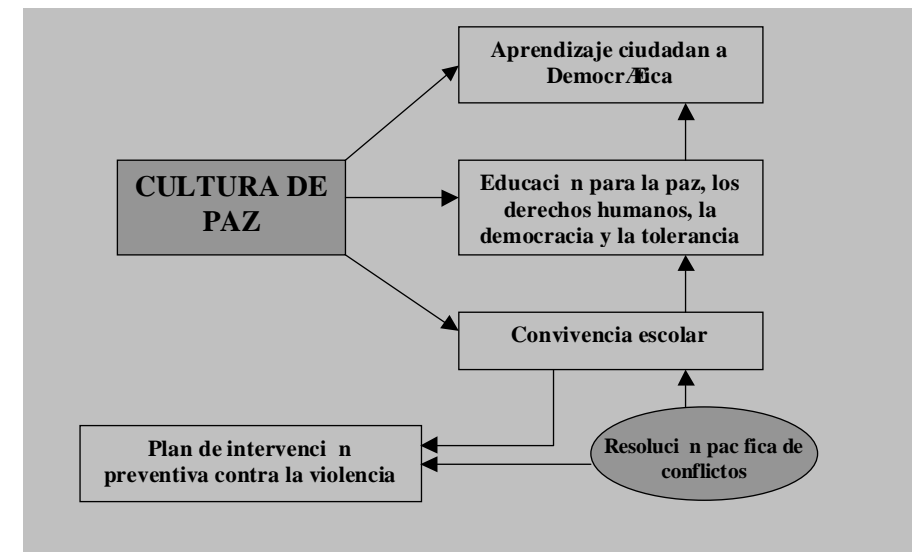 Aprendizaje ciudadan a
DemocrÆtica
CULTURA DE
PAZ
Educaci n para la paz, los
derechos humanos, la
democracia y la tolerancia
Convivencia escolar
Plan de intervenci n
preventiva contra la violencia
Resoluci n pac fica de
conflictos